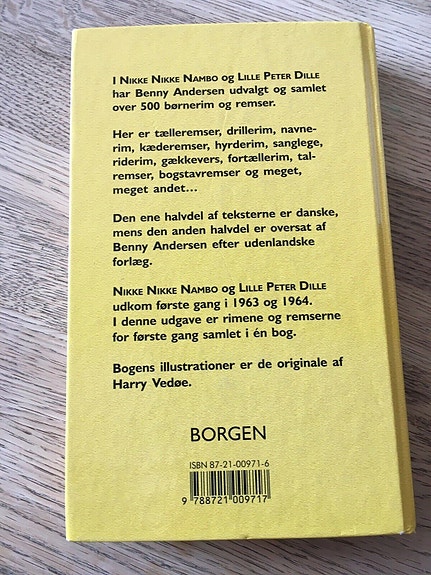 I NIKKE NIKKE NAMBO OG LILLE PETER DILLE
har Benny Andersen udvalgt og samlet
over 500 børnerim og remser.
Her er tælleremser, drillerim, navne-
rim, kæderemser, hyrderim, sanglege,
riderim, gækkevers, fortællerim, tal-
remser, bogstavremser og meget,
meget andet...
Den ene halvdel af teksterne er danske,
mens den anden halvdel er oversat af
Benny Andersen efter udenlandske
forlæg.
NIKKE NIKKE NAMBO og LILLE PETER DILLE
udkom første gang i 1963 og 1964.
I denne udgave er rimene og remserne
for første gang samlet i én bog.
Bogens illustrationer er de originale af
Harry Vedøe.
BORGEN
ISBN 87-21-00971-6
9 788721 009717